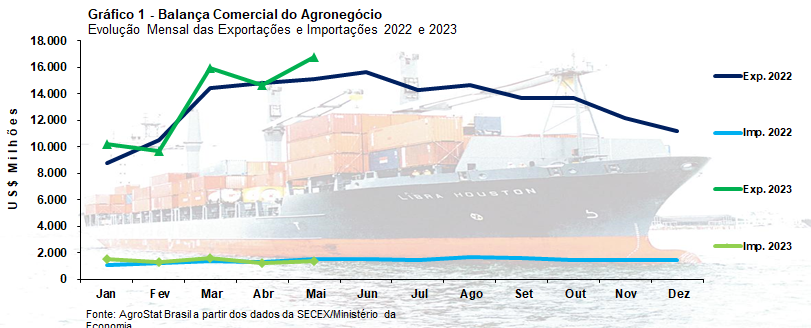 Gráfico 1 - Balança Comercial do Agronegócio
Evolução Mensal das Exportações e Importações 2022 e 2023
US$ Milhões
18.000
16.000
14.000
12.000
10.000
8.000
6.000
4.000
2.000
0
Jan Fev Mar Abr Mai Jun Jul Ago Set Out Nov Dez
Exp. 2022
Imp. 2022
Exp. 2023
Imp. 2023
LIBRA HOUSTON
Fonte: AgroStat Brasil a partir dos dados da SECEX/Ministério da
Economia